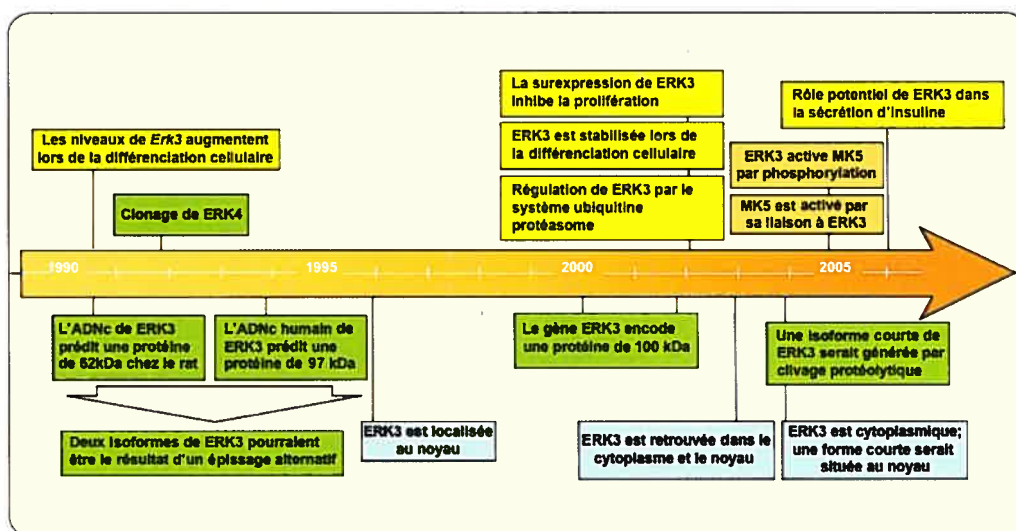 La surexpression de ERK3
inhibe la prolifération
Rôle potentiel de ERK3 dans
la sécrétion d'insuline
Les niveaux de Erk3 augmentent
lors de la différenciation cellulaire
ERK3 est stabilisée lors de
la différenciation cellulaire
ERK3 active MK5
par phosphorylation
Clonage de ERK4
Régulation de ERK3 par le
système ubiquitine
protéasome
MK5 est activé par
sa liaison à ERK3
1990
1995
2000
2005
L'ADNc de ERK3
prédit une protéine
de 62kDa chez le rat
L'ADNc humain de
ERK3 prédit une
protéine de 97 kDa
Le gène ERK3 encode
une protéine de 100 kDa
Une isoforme courte de
ERK3 serait générée par
clivage protéolytique
Deux isoformes de ERK3 pourraient
être le résultat d'un épissage alternatif
ERK3 est localisée
au noyau
ERK3 est retrouvée dans le
cytoplasme et le noyau
ERK3 est cytoplasmique;
une forme courte serait
située au noyau